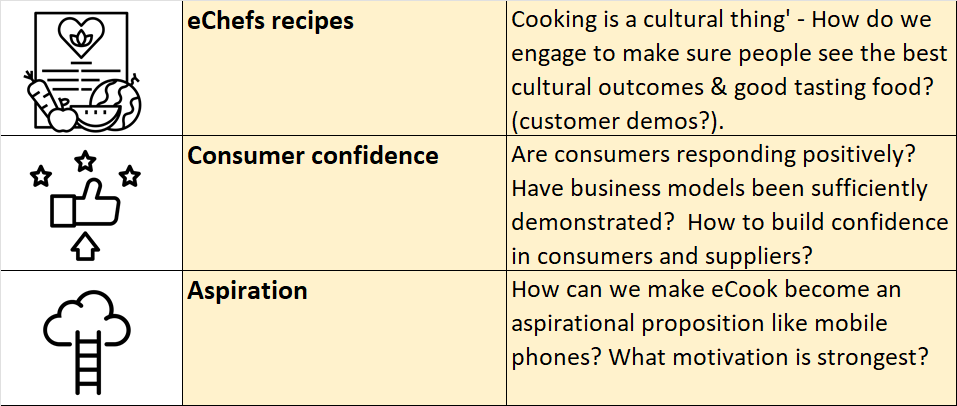 eChefs recipes
Cooking is a cultural thing' - How do we
engage to make sure people see the best
cultural outcomes & good tasting food?
(customer demos?).
Consumer confidence
Are consumers responding positively?
Have business models been sufficiently
demonstrated?  How to build confidence
in consumers and suppliers?
Aspiration
How can we make eCook become an
aspirational proposition like mobile
phones? What motivation is strongest?